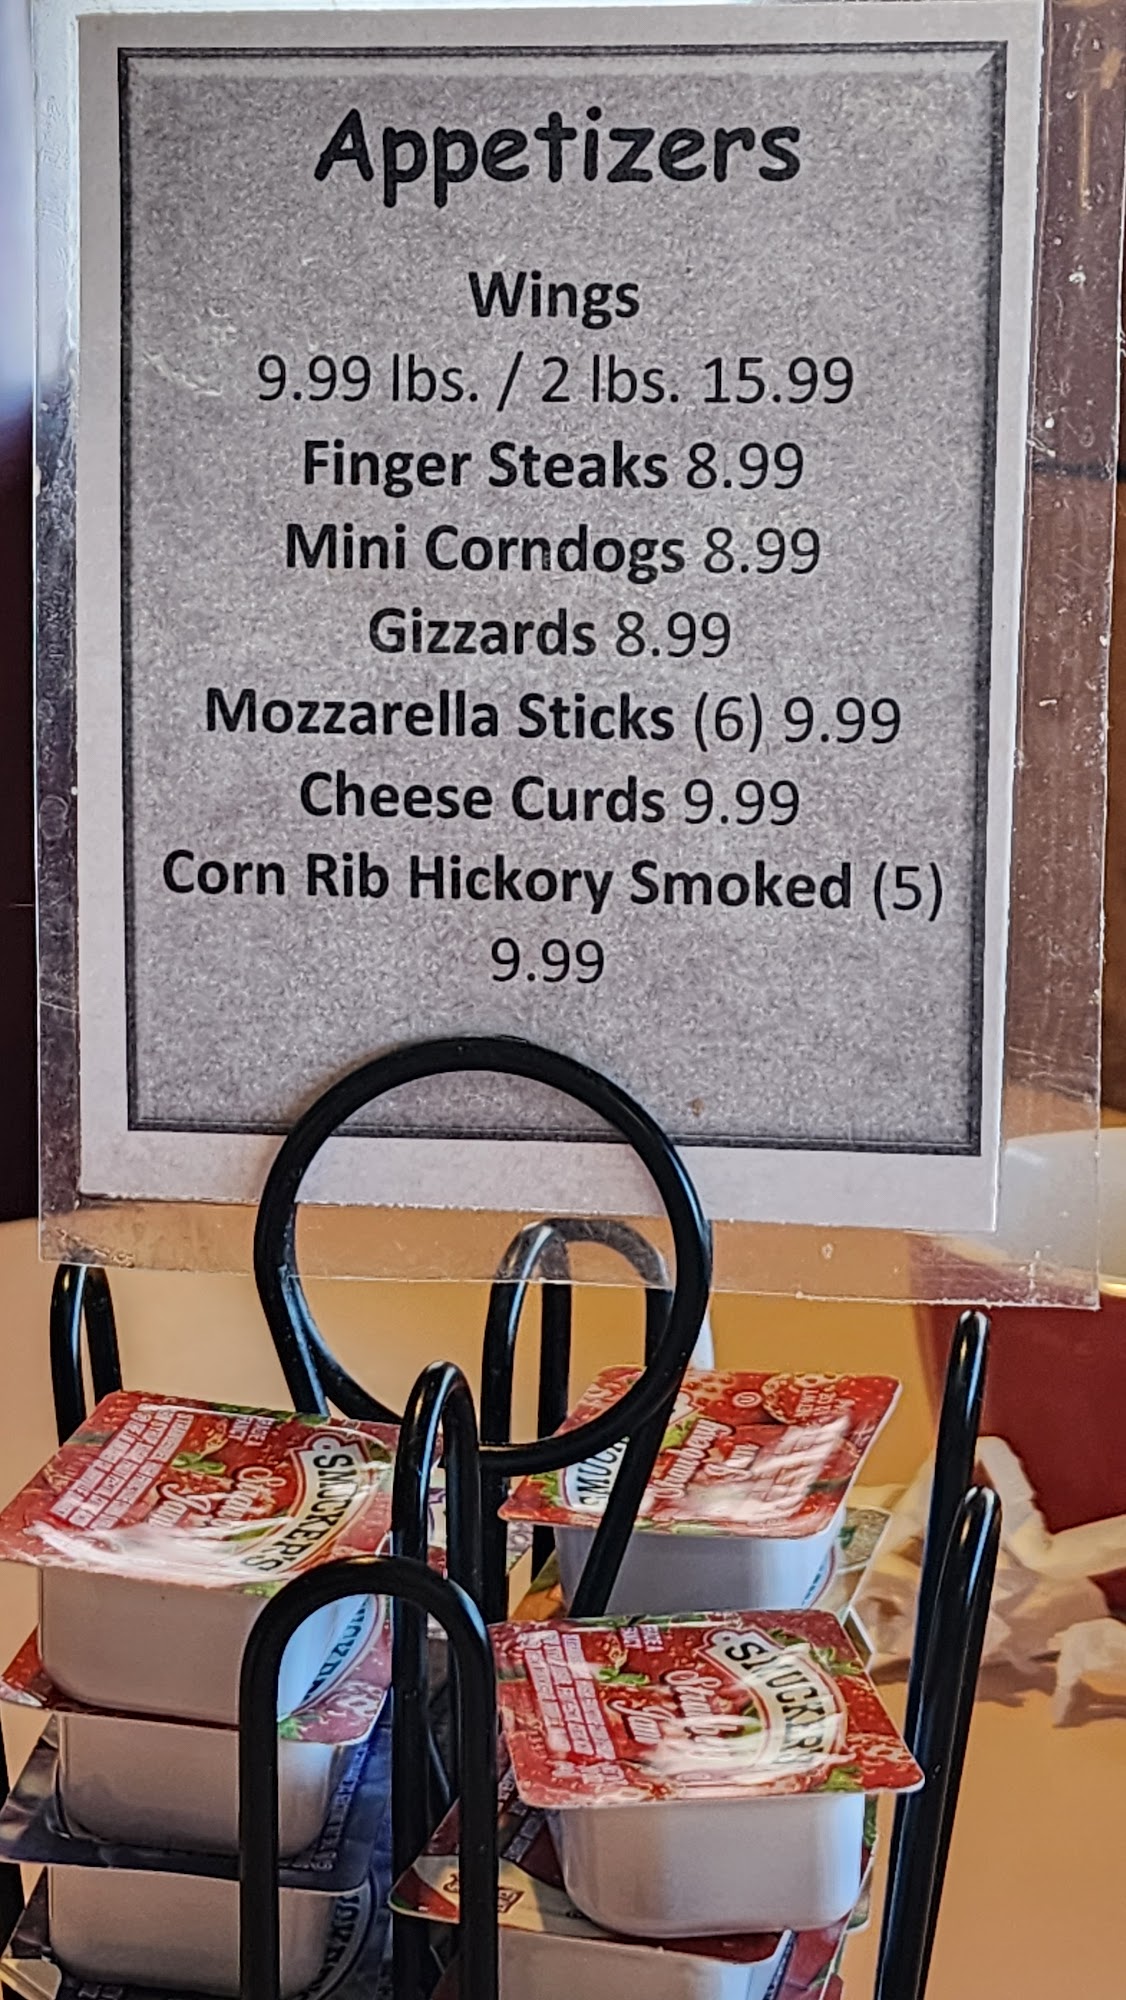 Appetizers
Wings
9.99 lbs. / 2 lbs. 15.99
Finger Steaks 8.99
Mini Corndogs 8.99
Gizzards 8.99
Mozzarella Sticks (6) 9.99
Cheese Curds 9.99
Corn Rib Hickory Smoked (5)
9.99
SMUCKER'S
Jam
SMUCKER'S
Jam